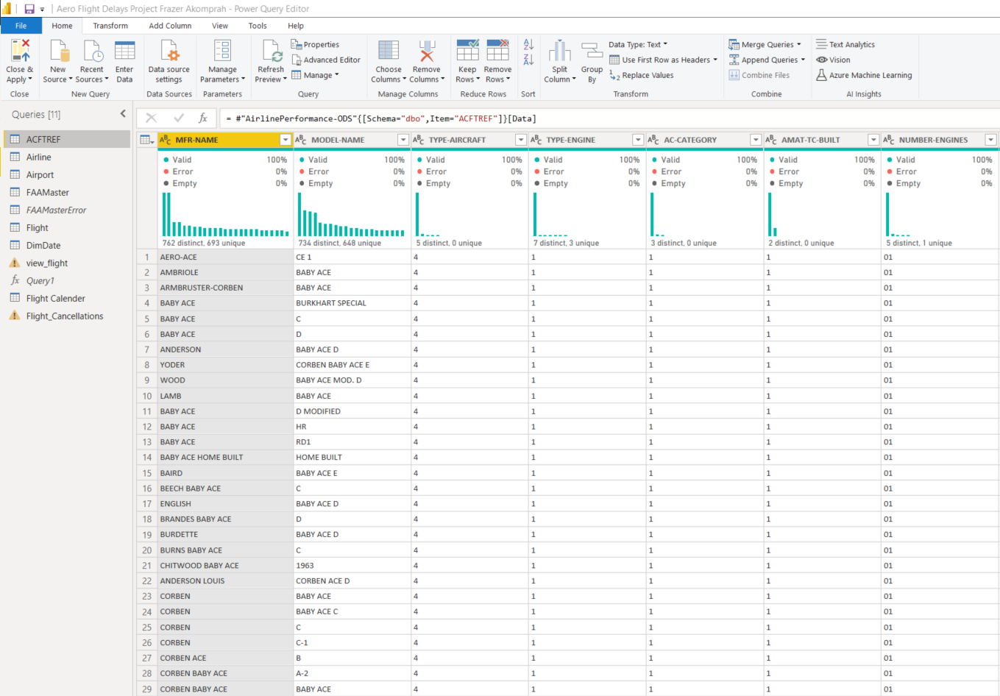 Aero Flight Delays Project Frazer Akomprah - Power Query Editor
File Home Transform Add Column View Tools Help
Close & Apply
New Source
Recent Sources
Enter Data
Data source settings
Manage Parameters
Refresh Preview
Properties
Advanced Editor
Manage
Choose Columns
Remove Columns
Keep Rows
Remove Rows
Split Column
Group By
Data Type: Text
Use First Row as Headers
Replace Values
Merge Queries
Append Queries
Combine Files
Text Analytics
Vision
Azure Machine Learning
Close New Query Data Sources Parameters Query Manage Columns Reduce Rows Sort Transform Combine AI Insights
Queries [11]
ACFTREF
Airline
Airport
FAAMaster
FAAMasterError
Flight
DimDate
view_flight
fx Query1
Flight Calender
Flight_Cancellations
fx = #"AirlinePerformance-ODS"{[Schema="dbo",Item="ACFTREF"]}[Data]
ABC MFR-NAME ABC MODEL-NAME ABC TYPE-AIRCRAFT ABC TYPE-ENGINE ABC AC-CATEGORY ABC AMAT-TC-BUILT ABC NUMBER-ENGINES
Valid 100% Valid 100% Valid 100% Valid 100% Valid 100% Valid 100% Valid 100%
Error 0% Error 0% Error 0% Error 0% Error 0% Error 0% Error 0%
Empty 0% Empty 0% Empty 0% Empty 0% Empty 0% Empty 0% Empty 0%
762 distinct, 693 unique 734 distinct, 648 unique 5 distinct, 0 unique 7 distinct, 3 unique 3 distinct, 0 unique 2 distinct, 0 unique 5 distinct, 1 unique
1 AERO-ACE CE 1 4 1 1 1 01
2 AMBRIOLE BABY ACE 4 1 1 1 01
3 ARMBRUSTER-CORBEN BABY ACE 4 1 1 1 01
4 BABY ACE BURKHART SPECIAL 4 1 1 1 01
5 BABY ACE C 4 1 1 1 01
6 BABY ACE D 4 1 1 1 01
7 ANDERSON BABY ACE D 4 1 1 1 01
8 YODER CORBEN BABY ACE E 4 1 1 1 01
9 WOOD BABY ACE MOD. D 4 1 1 1 01
10 LAMB BABY ACE 4 1 1 1 01
11 BABY ACE D MODIFIED 4 1 1 1 01
12 BABY ACE HR 4 1 1 1 01
13 BABY ACE RD1 4 1 1 1 01
14 BABY ACE HOME BUILT HOME BUILT 4 1 1 1 01
15 BAIRD BABY ACE E 4 1 1 1 01
16 BEECH BABY ACE C 4 1 1 1 01
17 ENGLISH BABY ACE D 4 1 1 1 01
18 BRANDES BABY ACE D 4 1 1 1 01
19 BURDETTE BABY ACE D 4 1 1 1 01
20 BURNS BABY ACE C 4 1 1 1 01
21 CHITWOOD BABY ACE 1963 4 1 1 1 01
22 ANDERSON LOUIS CORBEN ACE D 4 1 1 1 01
23 CORBEN BABY ACE 4 1 1 1 01
24 CORBEN BABY ACE C 4 1 1 1 01
25 CORBEN C 4 1 1 1 01
26 CORBEN C-1 4 1 1 1 01
27 CORBEN ACE B 4 1 1 1 01
28 CORBEN BABY ACE A-2 4 1 1 1 01
29 CORBEN BABY ACE BABY ACE 4 1 1 1 01